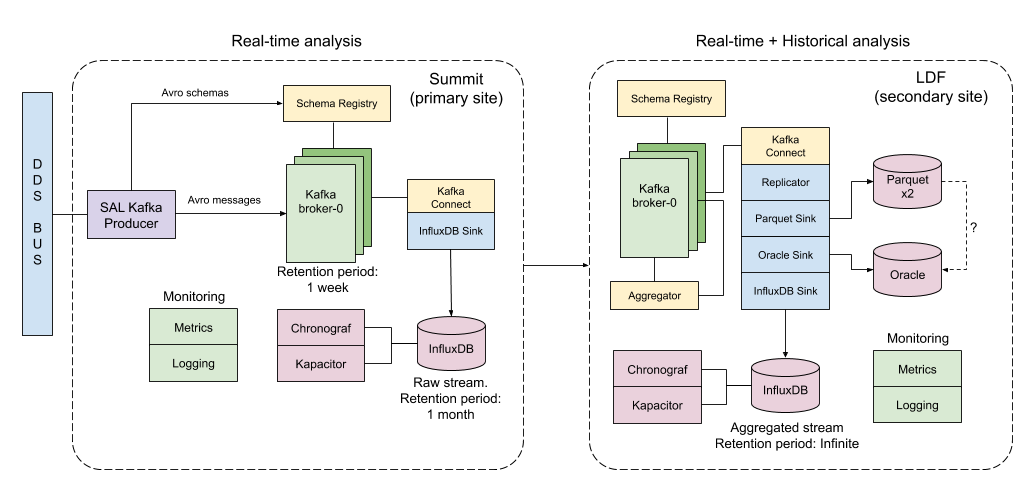 Real-time analysis
Summit
(primary site)
D
D
S
B
U
S
Avro schemas
Schema Registry
SAL Kafka
Producer
Avro messages
Kafka
broker-0
Kafka
Connect
InfluxDB Sink
Retention period:
1 week
Monitoring
Metrics
Logging
Chronograf
Kapacitor
InfluxDB
Raw stream.
Retention period:
1 month
Real-time + Historical analysis
LDF
(secondary site)
Schema Registry
Kafka
broker-0
Aggregator
Kafka
Connect
Replicator
Parquet Sink
Oracle Sink
InfluxDB Sink
Parquet
x2
?
Oracle
Chronograf
Kapacitor
InfluxDB
Aggregated stream
Retention period: Infinite
Monitoring
Metrics
Logging